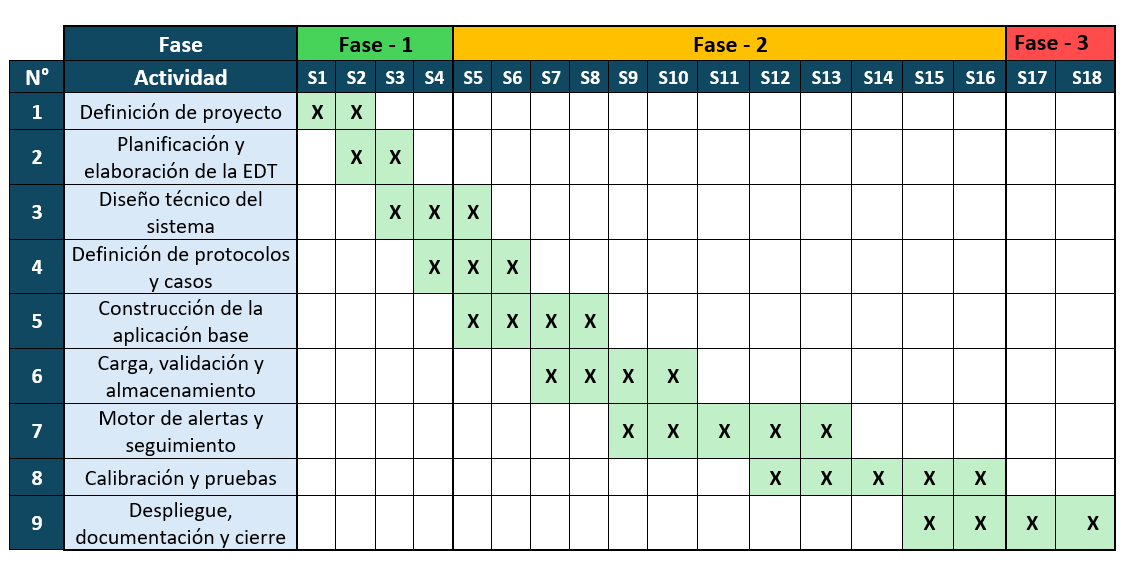 Fase Fase - 1 Fase - 2 Fase - 3
N° Actividad S1 S2 S3 S4 S5 S6 S7 S8 S9 S10 S11 S12 S13 S14 S15 S16 S17 S18
1 Definición de proyecto X X
2 Planificación y
elaboración de la EDT X X
3 Diseño técnico del
sistema X X X
4 Definición de protocolos
y casos X X X
5 Construcción de la
aplicación base X X X X
6 Carga, validación y
almacenamiento X X X X
7 Motor de alertas y
seguimiento X X X X X
8 Calibración y pruebas X X X X X
9 Despliegue,
documentación y cierre X X X X